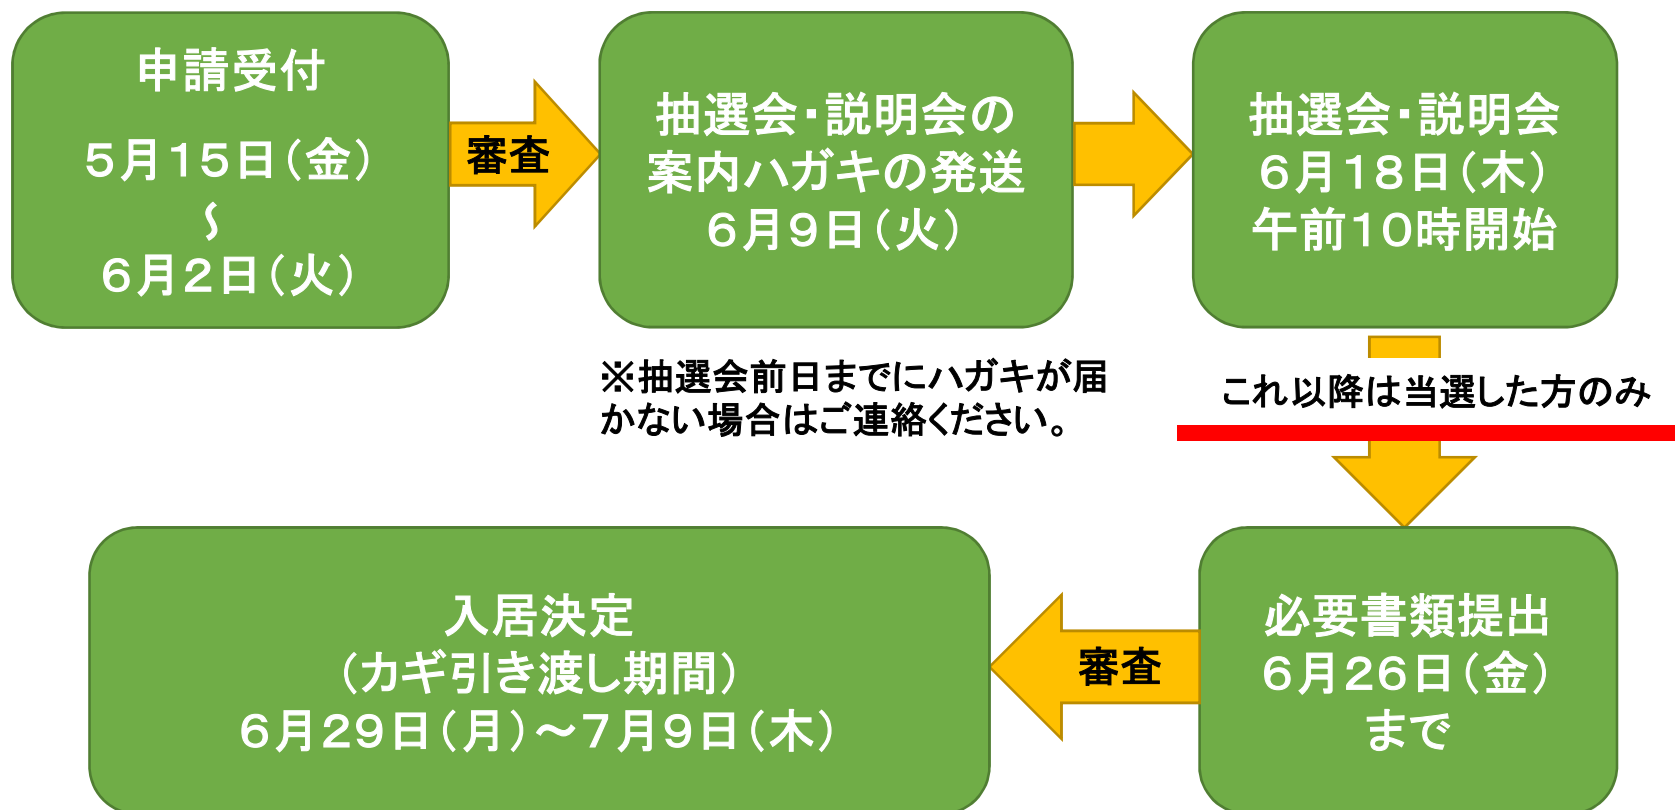 申請受付
５月１５日（金）
～
６月２日（火）
審査
抽選会・説明会の
案内ハガキの発送
６月９日（火）
抽選会・説明会
６月１８日（木）
午前１０時開始
※抽選会前日までにハガキが届
かない場合はご連絡ください。
これ以降は当選した方のみ
必要書類提出
６月２６日（金）
まで
審査
入居決定
（カギ引き渡し期間）
６月２９日（月）～７月９日（木）